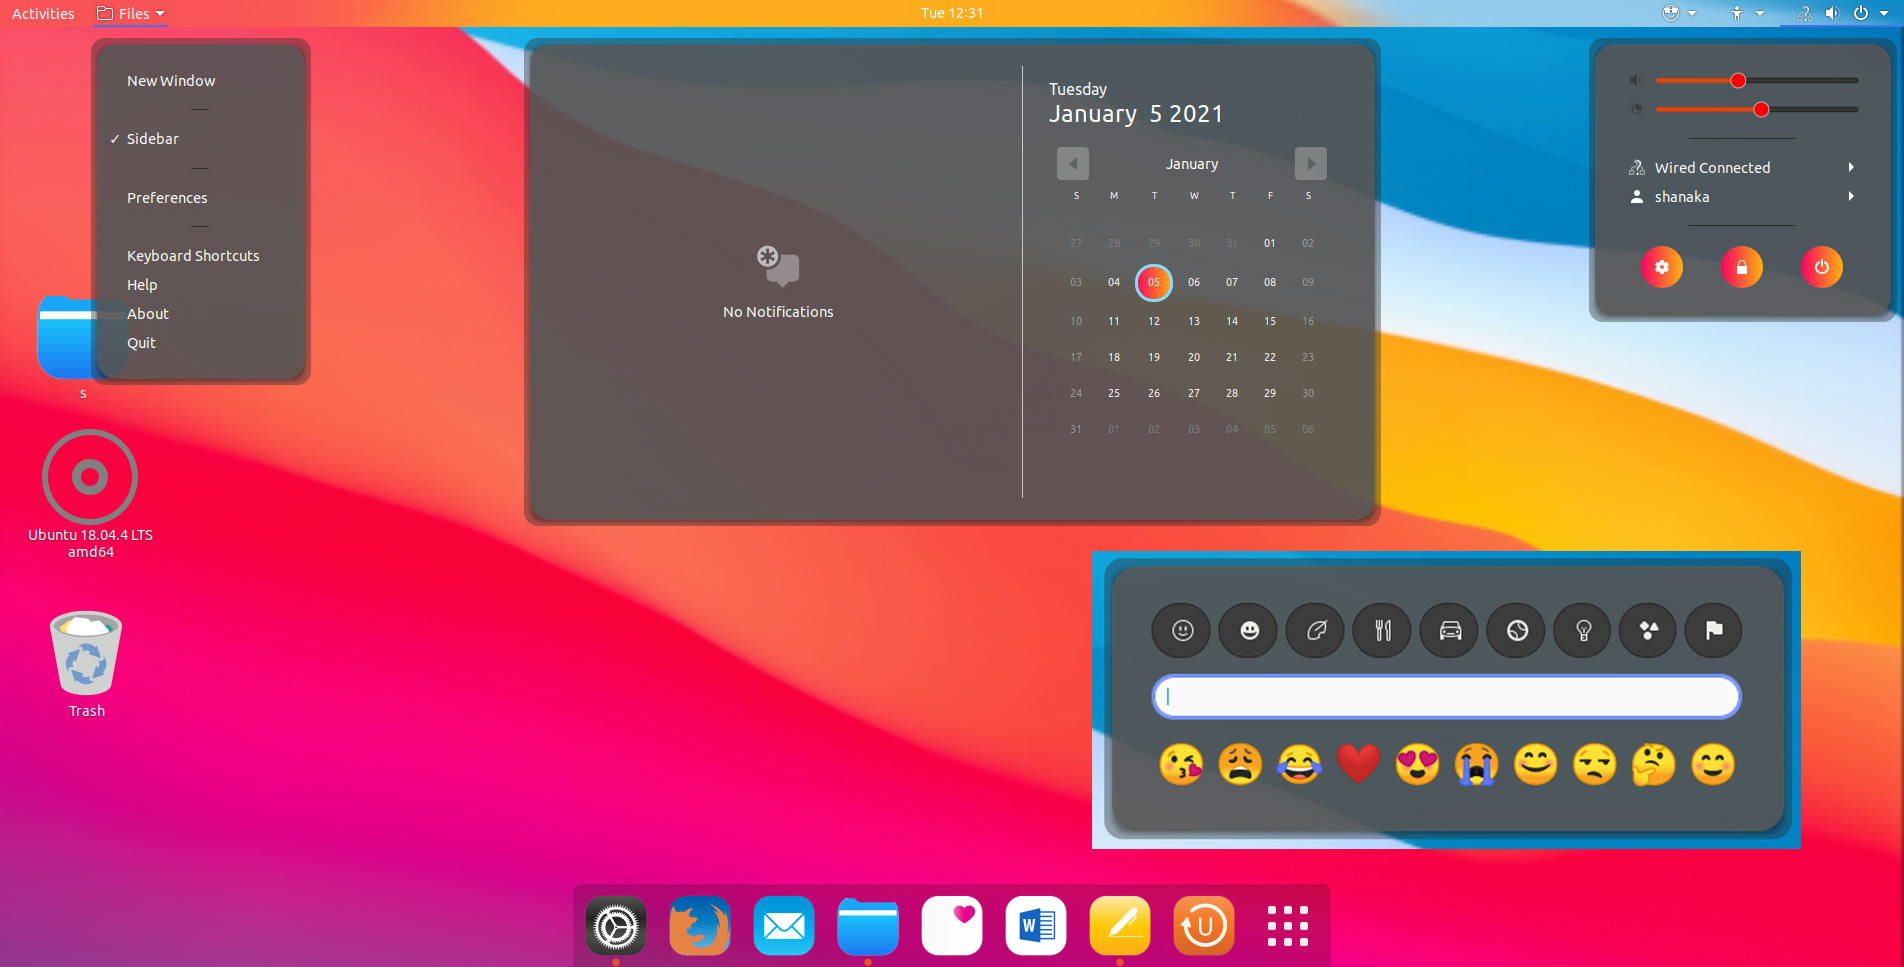 Activities
Files
Tue 12:31
New Window
✓ Sidebar
Preferences
Keyboard Shortcuts
Help
About
Quit
s
Ubuntu 18.04.4 LTS
amd64
Trash
No Notifications
Tuesday
January 5 2021
January
S M T W T F S
27 28 29 30 31 01 02
03 04 05 06 07 08 09
10 11 12 13 14 15 16
17 18 19 20 21 22 23
24 25 26 27 28 29 30
31 01 02 03 04 05 06
Wired Connected
shanaka
W
U